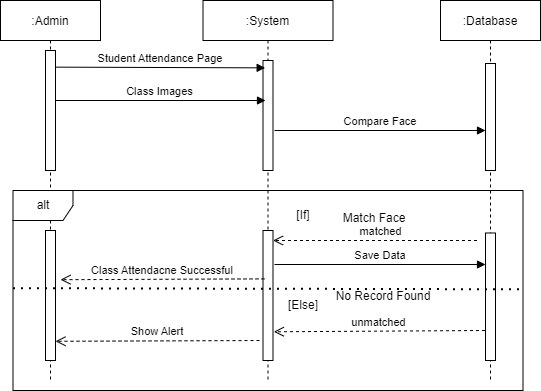 :Admin
:System
:Database
Student Attendance Page
Class Images
Compare Face
alt
[If]
Match Face
matched
Save Data
Class Attendacne Successful
No Record Found
[Else]
unmatched
Show Alert